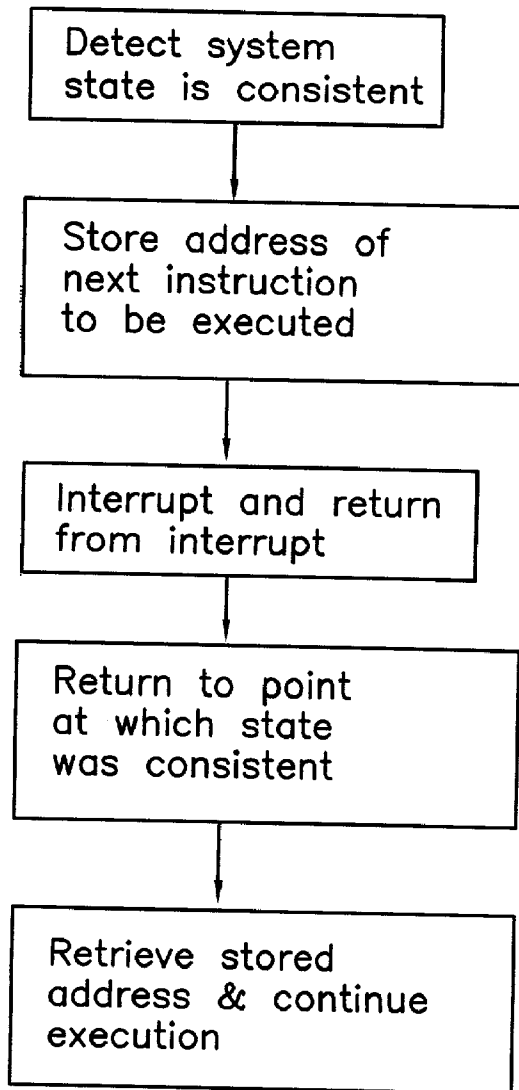 Detect system
state is consistent
Store address of
next instruction
to be executed
Interrupt and return
from interrupt
Return to point
at which state
was consistent
Retrieve stored
address & continue
execution